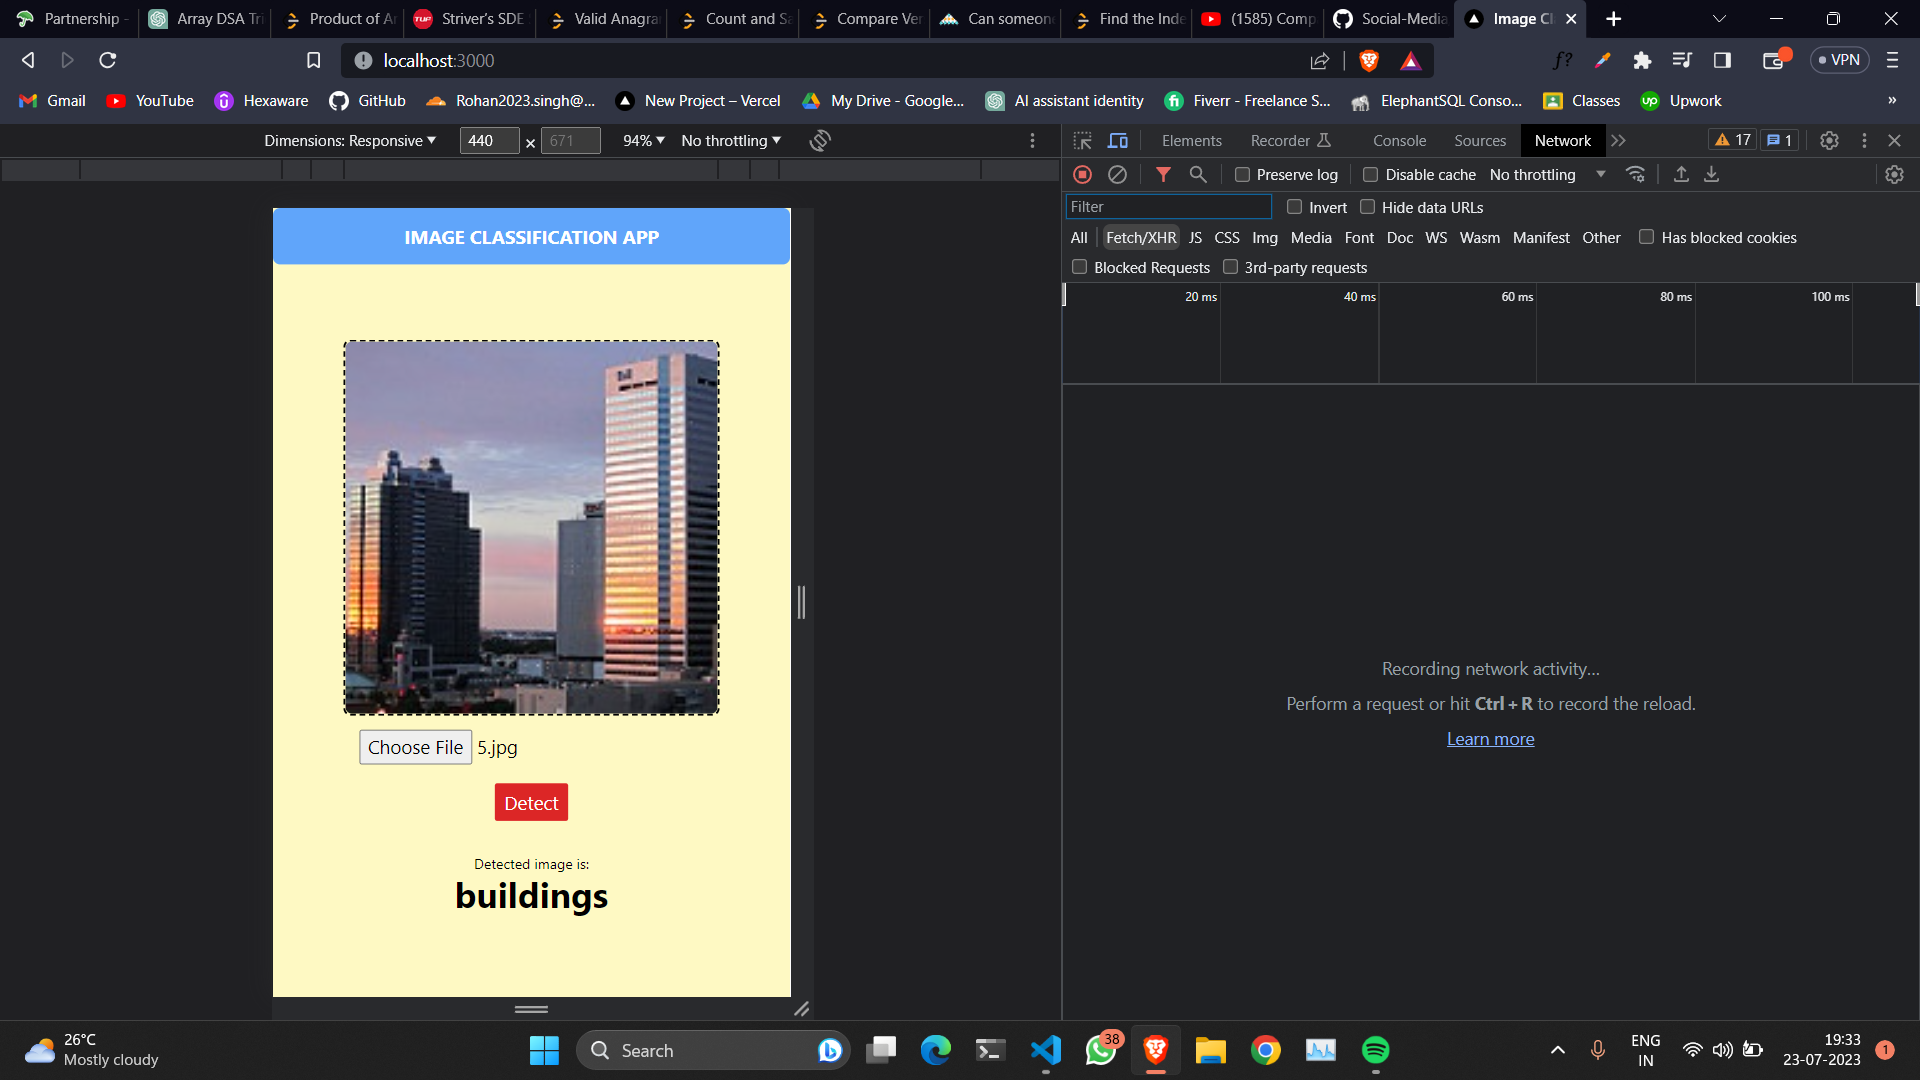 Partnership -
Array DSA Tri
Product of Ar
TUF Striver's SDE
Valid Anagra
Count and Sa
Compare Ver
Can someone
Find the Inde
(1585) Comp
Social-Media
Image Cl
localhost:3000
f?
VPN
Gmail
YouTube
Hexaware
GitHub
Rohan2023.singh@...
New Project – Vercel
My Drive - Google...
AI assistant identity
Fiverr - Freelance S...
ElephantSQL Conso...
Classes
Upwork
»
Dimensions: Responsive
440 × 671
94%
No throttling
Elements
Recorder
Console
Sources
Network
17
1
Preserve log
Disable cache
No throttling
Filter
Invert
Hide data URLs
All
Fetch/XHR
JS
CSS
Img
Media
Font
Doc
WS
Wasm
Manifest
Other
Has blocked cookies
Blocked Requests
3rd-party requests
20 ms
40 ms
60 ms
80 ms
100 ms
IMAGE CLASSIFICATION APP
Choose File 5.jpg
Detect
Detected image is:
buildings
Recording network activity...
Perform a request or hit Ctrl + R to record the reload.
Learn more
26°C
Mostly cloudy
Search
38
ENG
IN
19:33
23-07-2023
1